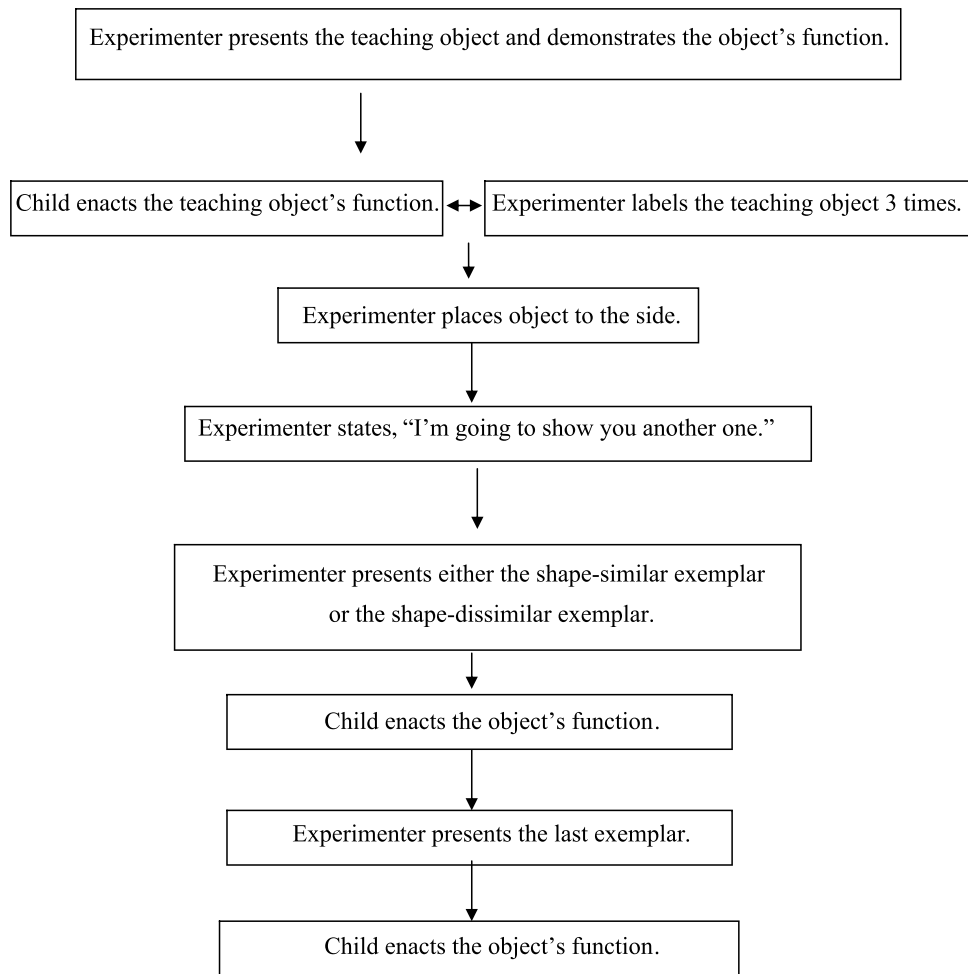 Experimenter presents the teaching object and demonstrates the object’s function.
Child enacts the teaching object’s function.
Experimenter labels the teaching object 3 times.
Experimenter places object to the side.
Experimenter states, “I’m going to show you another one.”
Experimenter presents either the shape-similar exemplar
or the shape-dissimilar exemplar.
Child enacts the object’s function.
Experimenter presents the last exemplar.
Child enacts the object’s function.